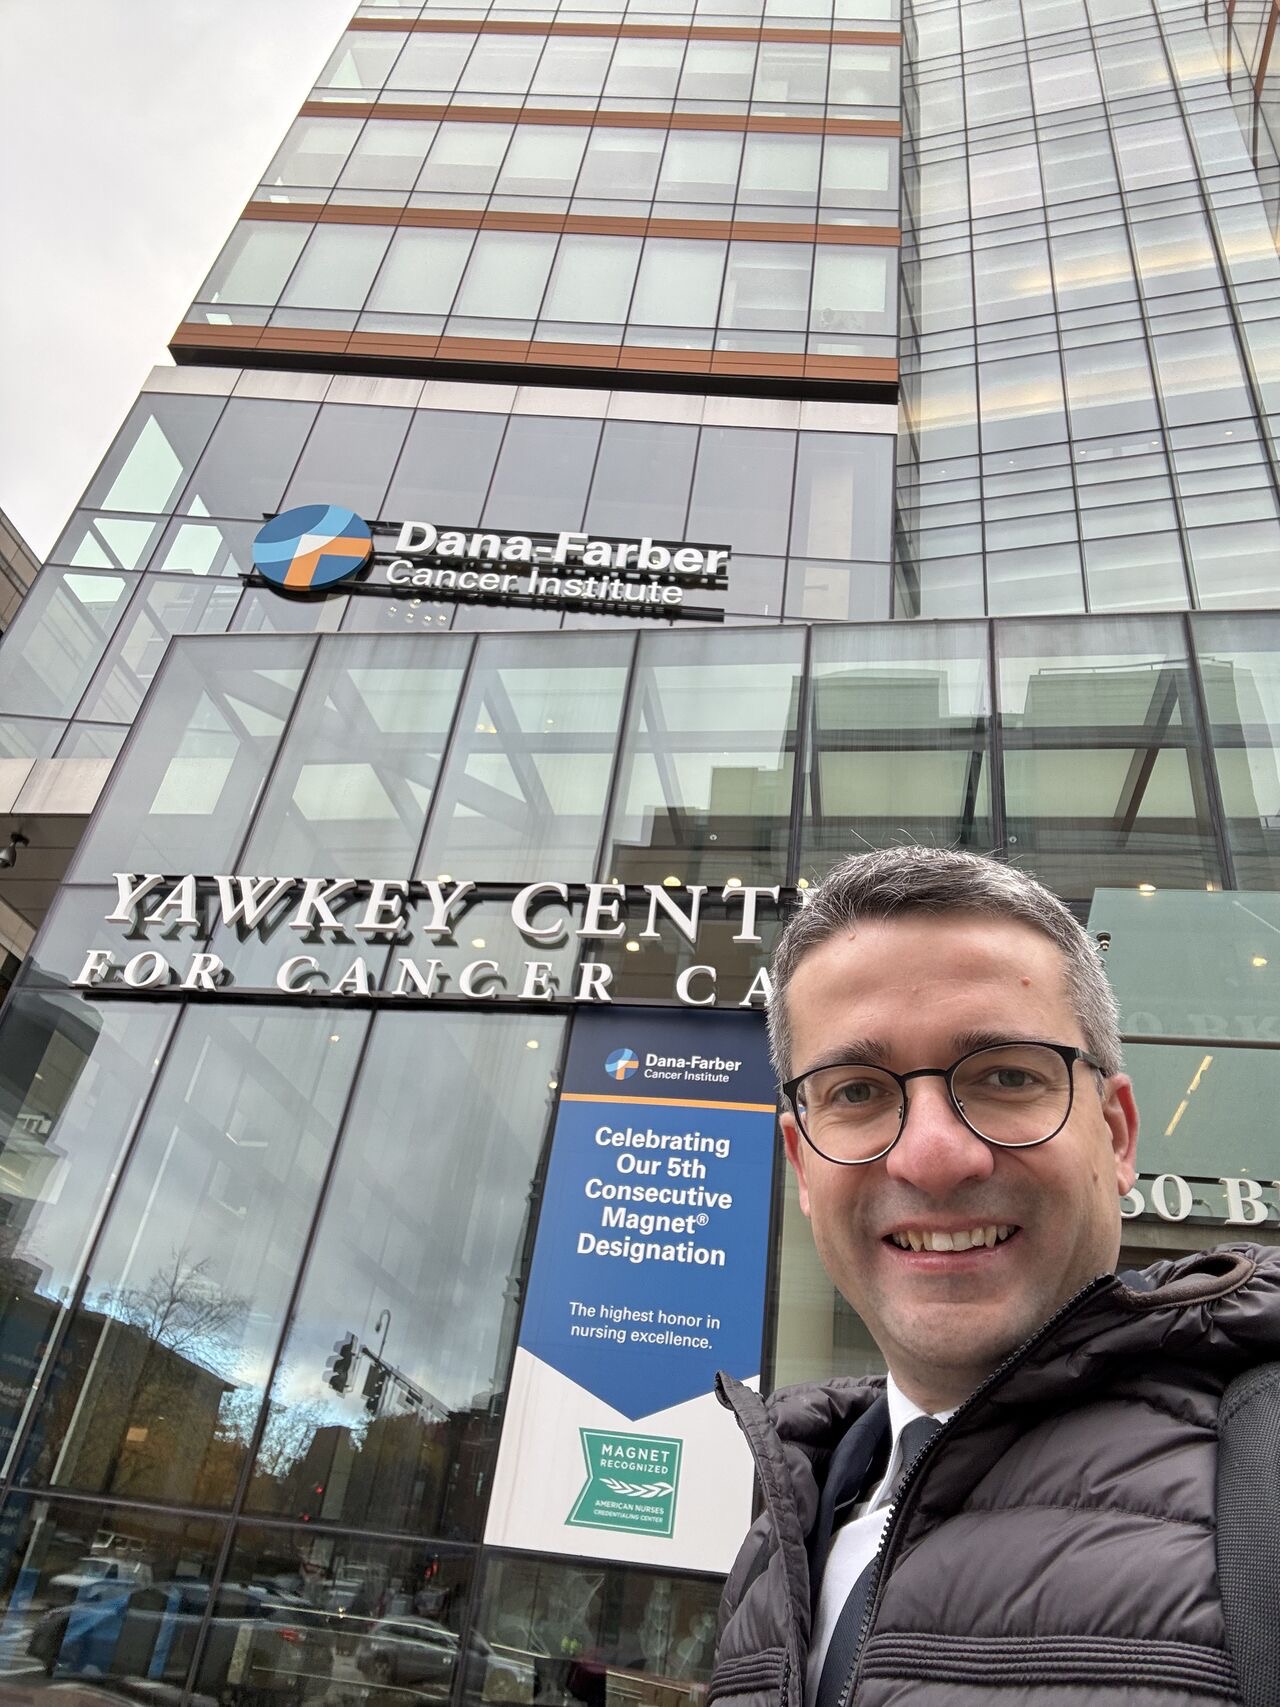 Dana-Farber
Cancer Institute
YAWKEY CENT
FOR CANCER CA
Dana-Farber
Cancer Institute
Celebrating
Our 5th
Consecutive
Magnet®
Designation
The highest honor in
nursing excellence.
MAGNET
RECOGNIZED
AMERICAN NURSES
CREDENTIALING CENTER
50 B